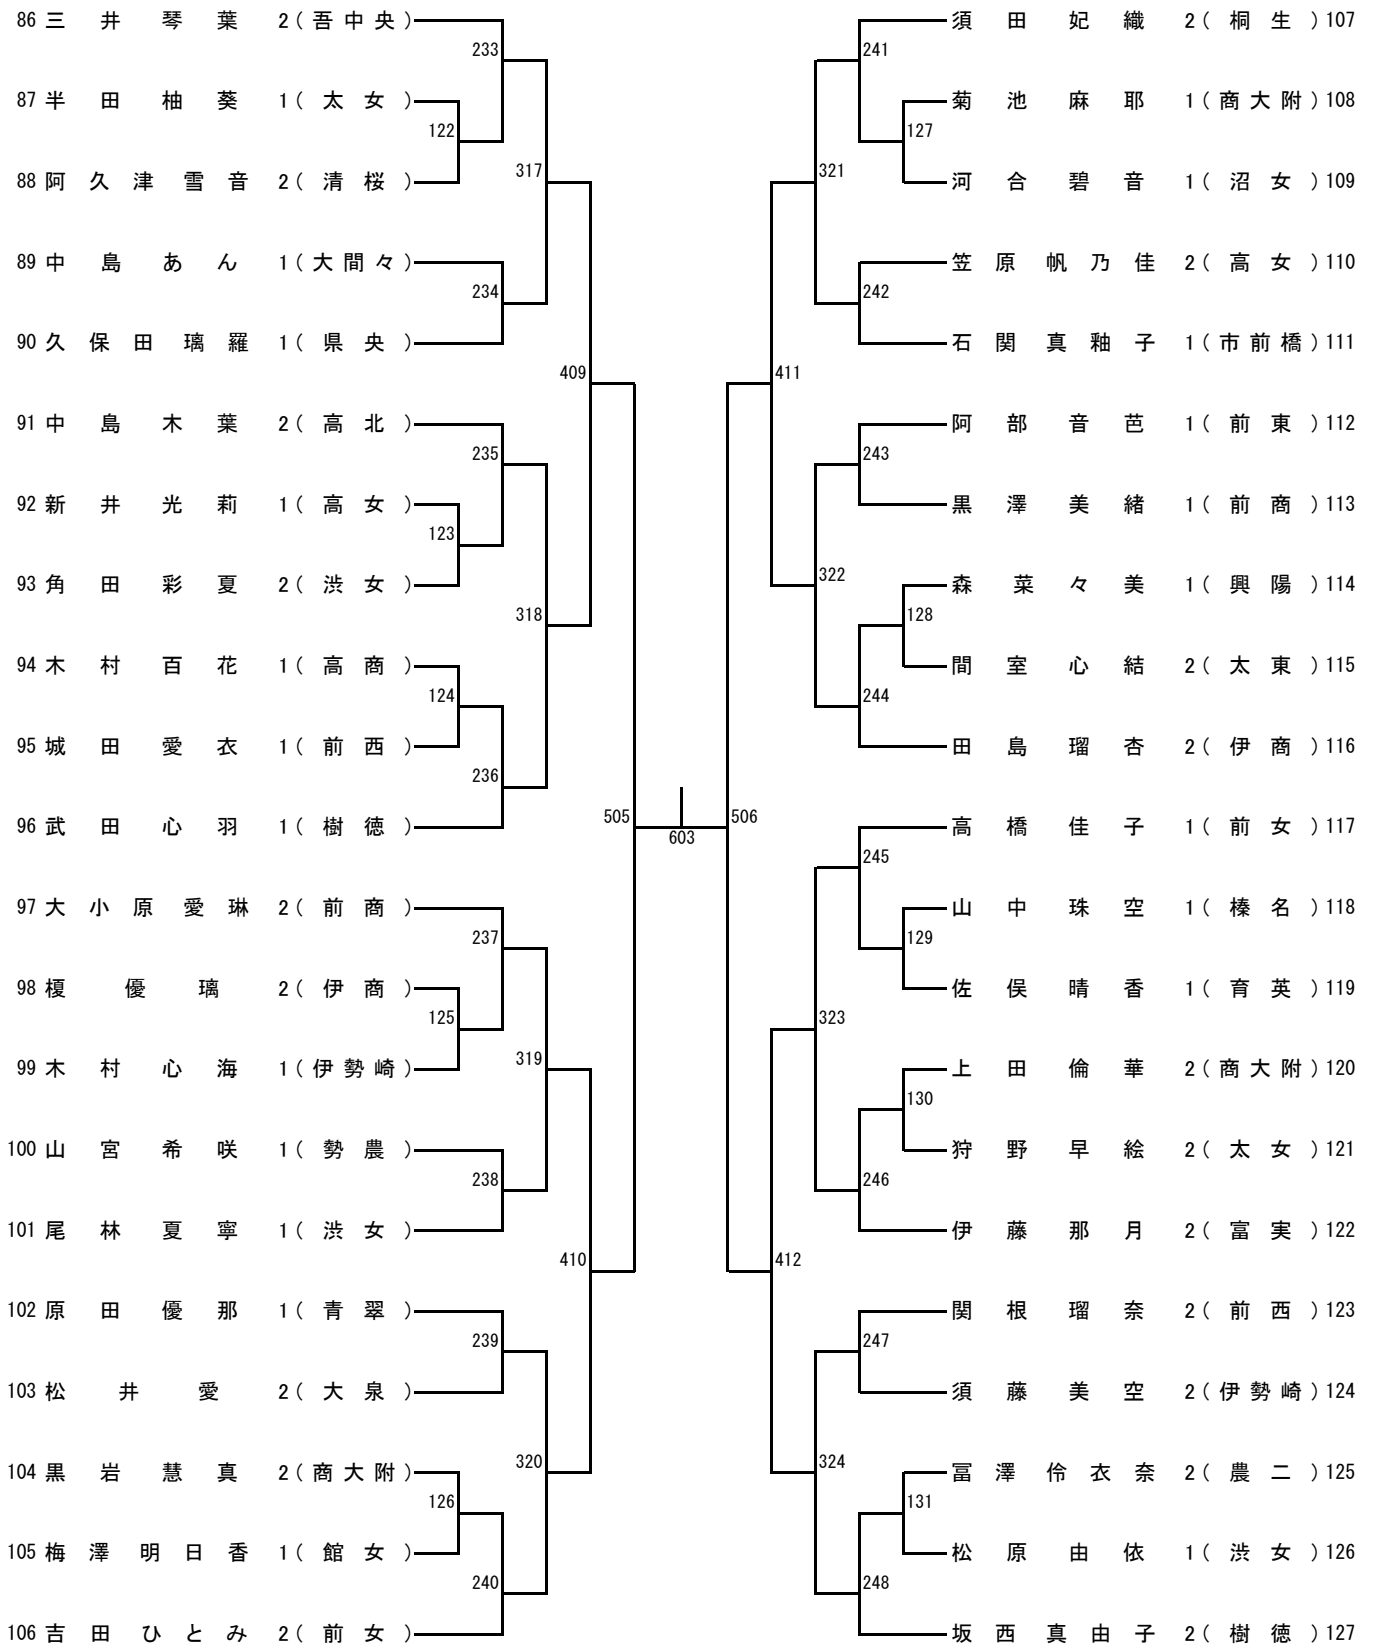 86 三井琴葉 2(吾中央)
233
87 半田柚葵 1(太女)
122
88 阿久津雪音 2(清桜)
317
89 中島あん 1(大間々)
234
90 久保田璃羅 1(県央)
409
91 中島木葉 2(高北)
235
92 新井光莉 1(高女)
123
93 角田彩夏 2(渋女)
318
94 木村百花 1(高商)
124
95 城田愛衣 1(前西)
236
96 武田心羽 1(樹徳)
505
97 大小原愛琳 2(前商)
237
98 榎優璃 2(伊商)
125
99 木村心海 1(伊勢崎)
319
100 山宮希咲 1(勢農)
238
101 尾林夏寧 1(渋女)
410
102 原田優那 1(青翠)
239
103 松井愛 2(大泉)
320
104 黒岩慧真 2(商大附)
126
105 梅澤明日香 1(館女)
240
106 吉田ひとみ 2(前女)
603
須田妃織 2(桐生)107
241
菊池麻耶 1(商大附)108
127
河合碧音 1(沼女)109
321
笠原帆乃佳 2(高女)110
242
石関真釉子 1(市前橋)111
411
阿部音芭 1(前東)112
243
黒澤美緒 1(前商)113
322
森菜々美 1(興陽)114
128
間室心結 2(太東)115
244
田島瑠杏 2(伊商)116
506
高橋佳子 1(前女)117
245
山中珠空 1(榛名)118
129
佐俣晴香 1(育英)119
323
上田倫華 2(商大附)120
130
狩野早絵 2(太女)121
246
伊藤那月 2(富実)122
412
関根瑠奈 2(前西)123
247
須藤美空 2(伊勢崎)124
324
冨澤伶衣奈 2(農二)125
131
松原由依 1(渋女)126
248
坂西真由子 2(樹徳)127